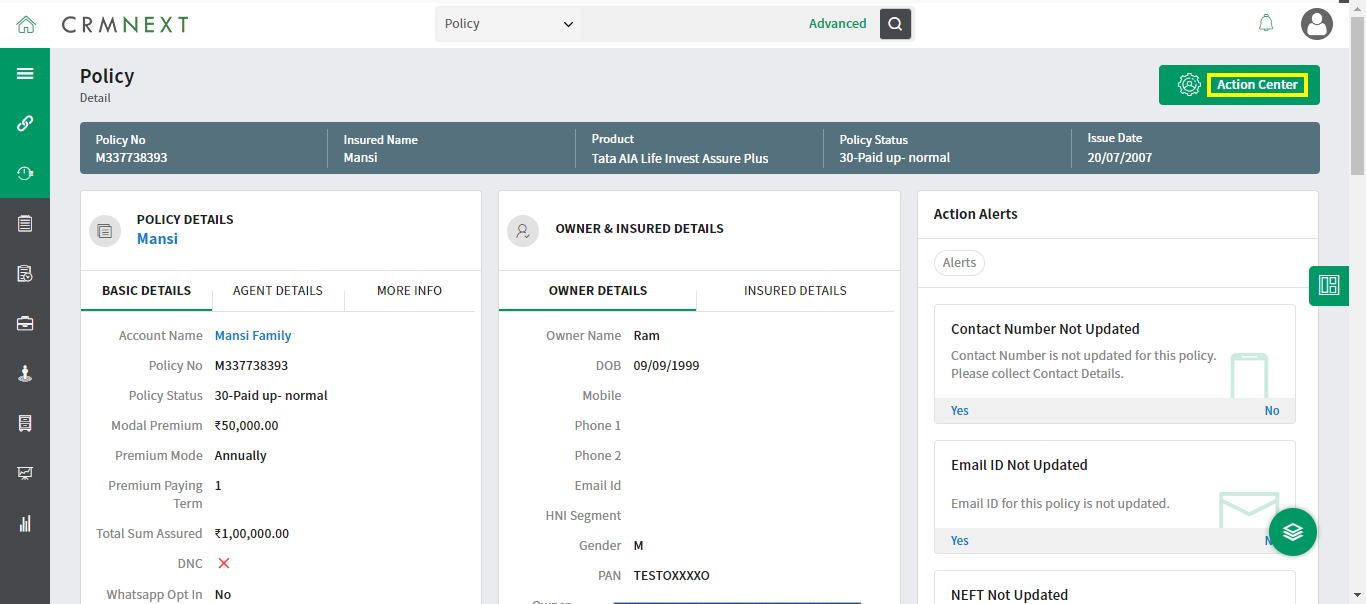 CRMNEXT
Policy
Advanced
Policy
Detail
Action Center
Policy No
M337738393
Insured Name
Mansi
Product
Tata AIA Life Invest Assure Plus
Policy Status
30-Paid up- normal
Issue Date
20/07/2007
POLICY DETAILS
Mansi
BASIC DETAILS
AGENT DETAILS
MORE INFO
Account Name Mansi Family
Policy No M337738393
Policy Status 30-Paid up- normal
Modal Premium ₹50,000.00
Premium Mode Annually
Premium Paying 1
Term
Total Sum Assured ₹1,00,000.00
DNC
Whatsapp Opt In No
OWNER & INSURED DETAILS
OWNER DETAILS
INSURED DETAILS
Owner Name Ram
DOB 09/09/1999
Mobile
Phone 1
Phone 2
Email Id
HNI Segment
Gender M
PAN TESTOXXXXO
Owner
Action Alerts
Alerts
Contact Number Not Updated
Contact Number is not updated for this policy.
Please collect Contact Details.
Yes No
Email ID Not Updated
Email ID for this policy is not updated.
Yes
NEFT Not Updated